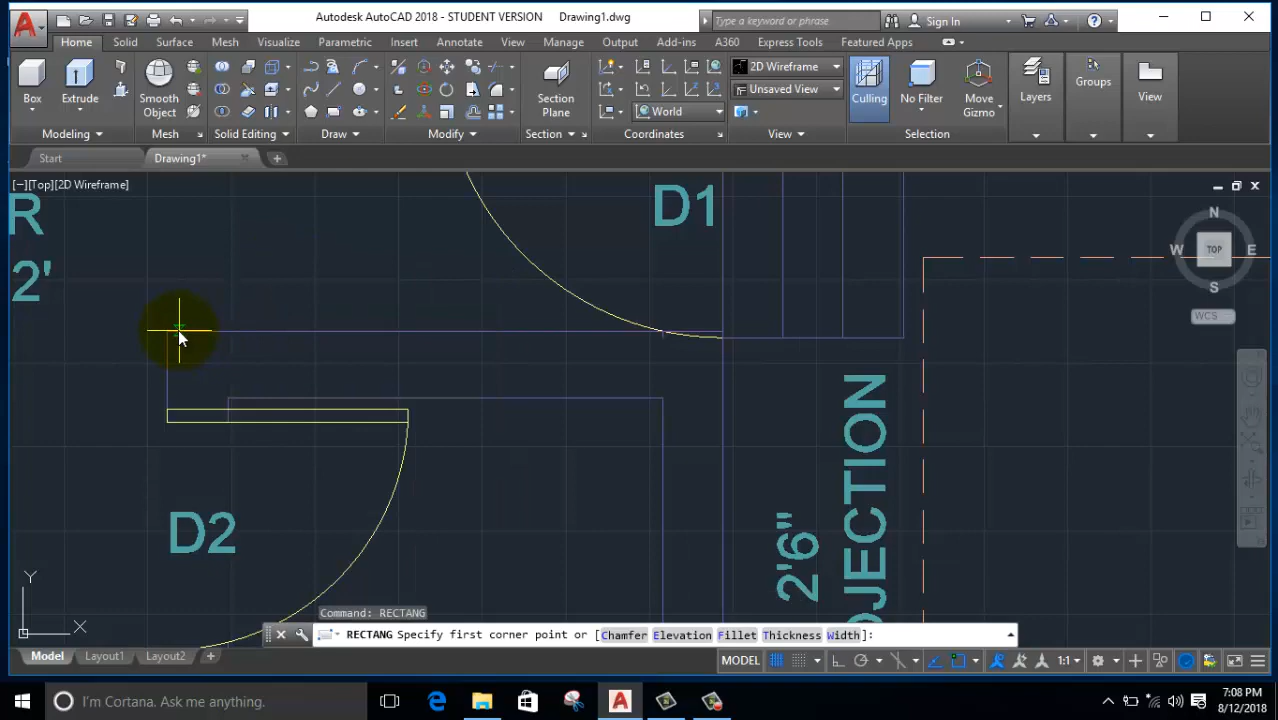 Autodesk AutoCAD 2018 - STUDENT VERSION Drawing1.dwg
Type a keyword or phrase
Sign In
Home Solid Surface Mesh Visualize Parametric Insert Annotate View Manage Output Add-ins A360 Express Tools Featured Apps
Box
Extrude
Smooth
Object
Section
Plane
World
2D Wireframe
Unsaved View
Culling
No Filter
Move
Gizmo
Layers
Groups
View
Modeling Mesh Solid Editing Draw Modify Section Coordinates View Selection
Start
Drawing1*
[−][Top][2D Wireframe]
R
2'
D1
N
W
TOP
E
S
WCS
D2
2'6"
OJECTION
Y
X
Command: RECTANG
RECTANG Specify first corner point or [Chamfer Elevation Fillet Thickness Width]:
Model Layout1 Layout2
MODEL
1:1
I'm Cortana. Ask me anything.
7:08 PM
8/12/2018